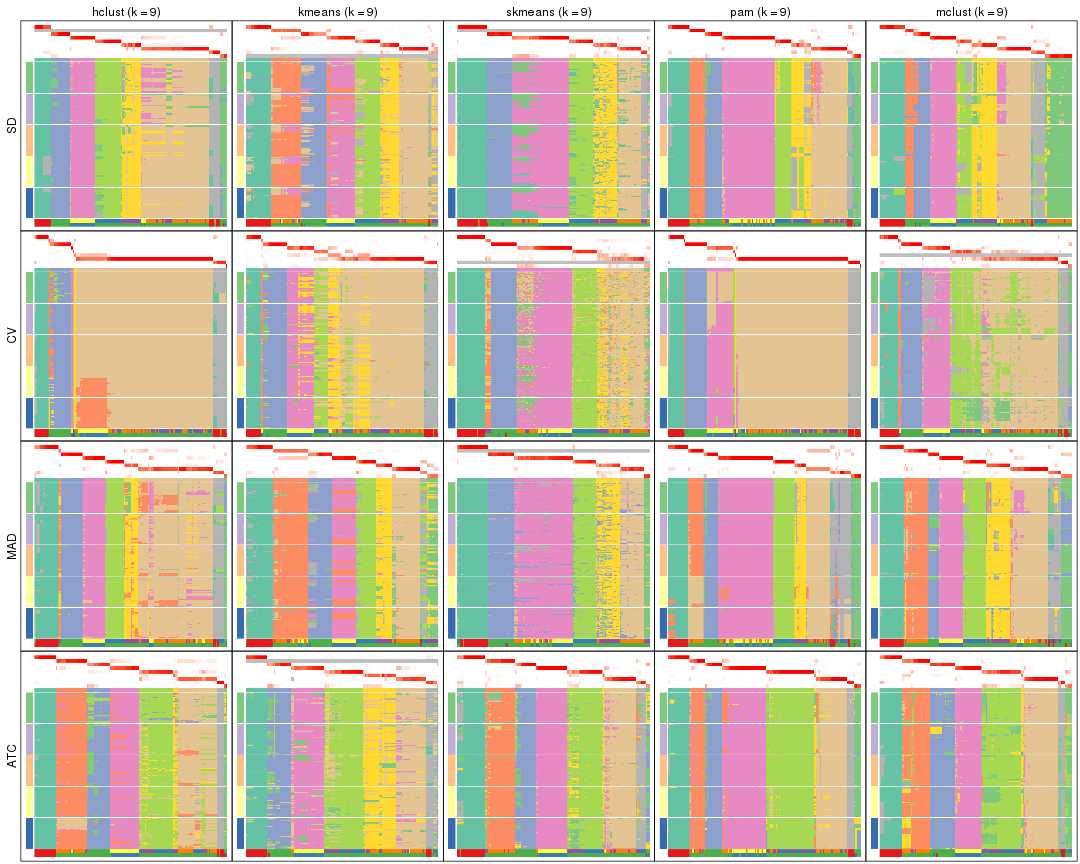 hclust (k = 9) kmeans (k = 9) skmeans (k = 9) pam (k = 9) mclust (k = 9)
SD
CV
MAD
ATC